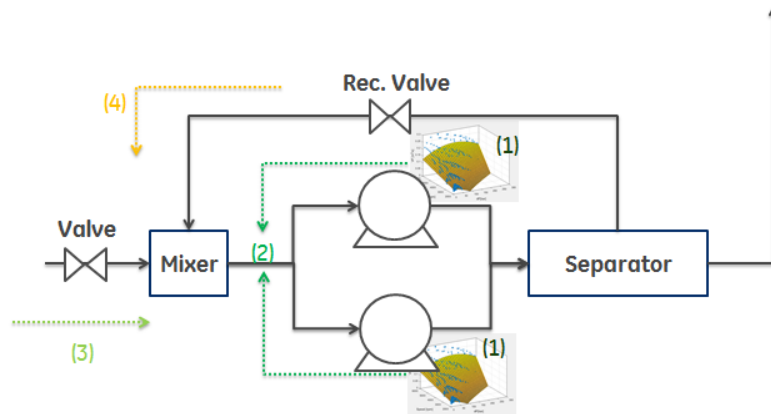 Rec. Valve
(4)
(1)
Valve
Mixer
(2)
Separator
(3)
(1)